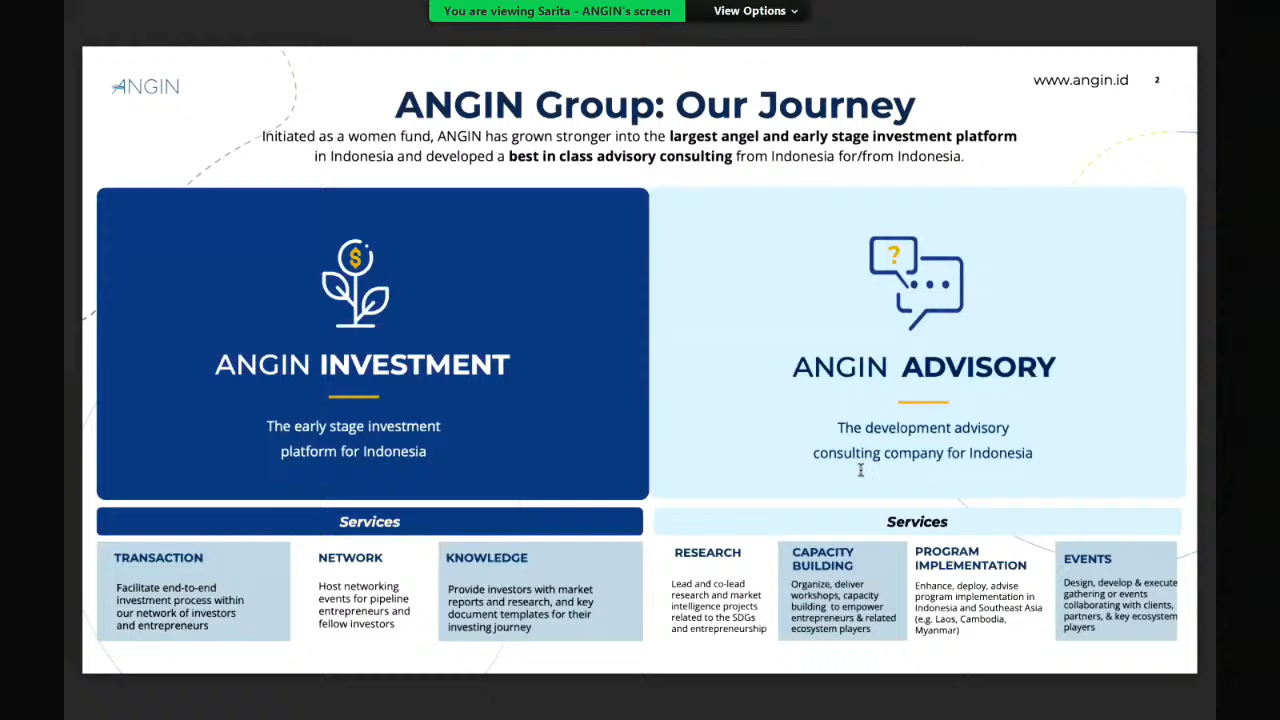 You are viewing Sarita - ANGIN's screen
View Options
ANGIN
www.angin.id
2
ANGIN Group: Our Journey
Initiated as a women fund, ANGIN has grown stronger into the largest angel and early stage investment platform
in Indonesia and developed a best in class advisory consulting from Indonesia for/from Indonesia.
$
ANGIN INVESTMENT
The early stage investment
platform for Indonesia
?
ANGIN ADVISORY
The development advisory
consulting company for Indonesia
Services
TRANSACTION
Facilitate end-to-end
investment process within
our network of investors
and entrepreneurs
NETWORK
Host networking
events for pipeline
entrepreneurs and
fellow investors
KNOWLEDGE
Provide investors with market
reports and research, and key
document templates for their
investing journey
Services
RESEARCH
Lead and co-lead
research and market
intelligence projects
related to the SDGs
and entrepreneurship
CAPACITY
BUILDING
Organize, deliver
workshops, capacity
building to empower
entrepreneurs & related
ecosystem players
PROGRAM
IMPLEMENTATION
Enhance, deploy, advise
program implementation in
Indonesia and Southeast Asia
(e.g. Laos, Cambodia,
Myanmar)
EVENTS
Design, develop & execute
gathering or events
collaborating with clients,
partners, & key ecosystem
players